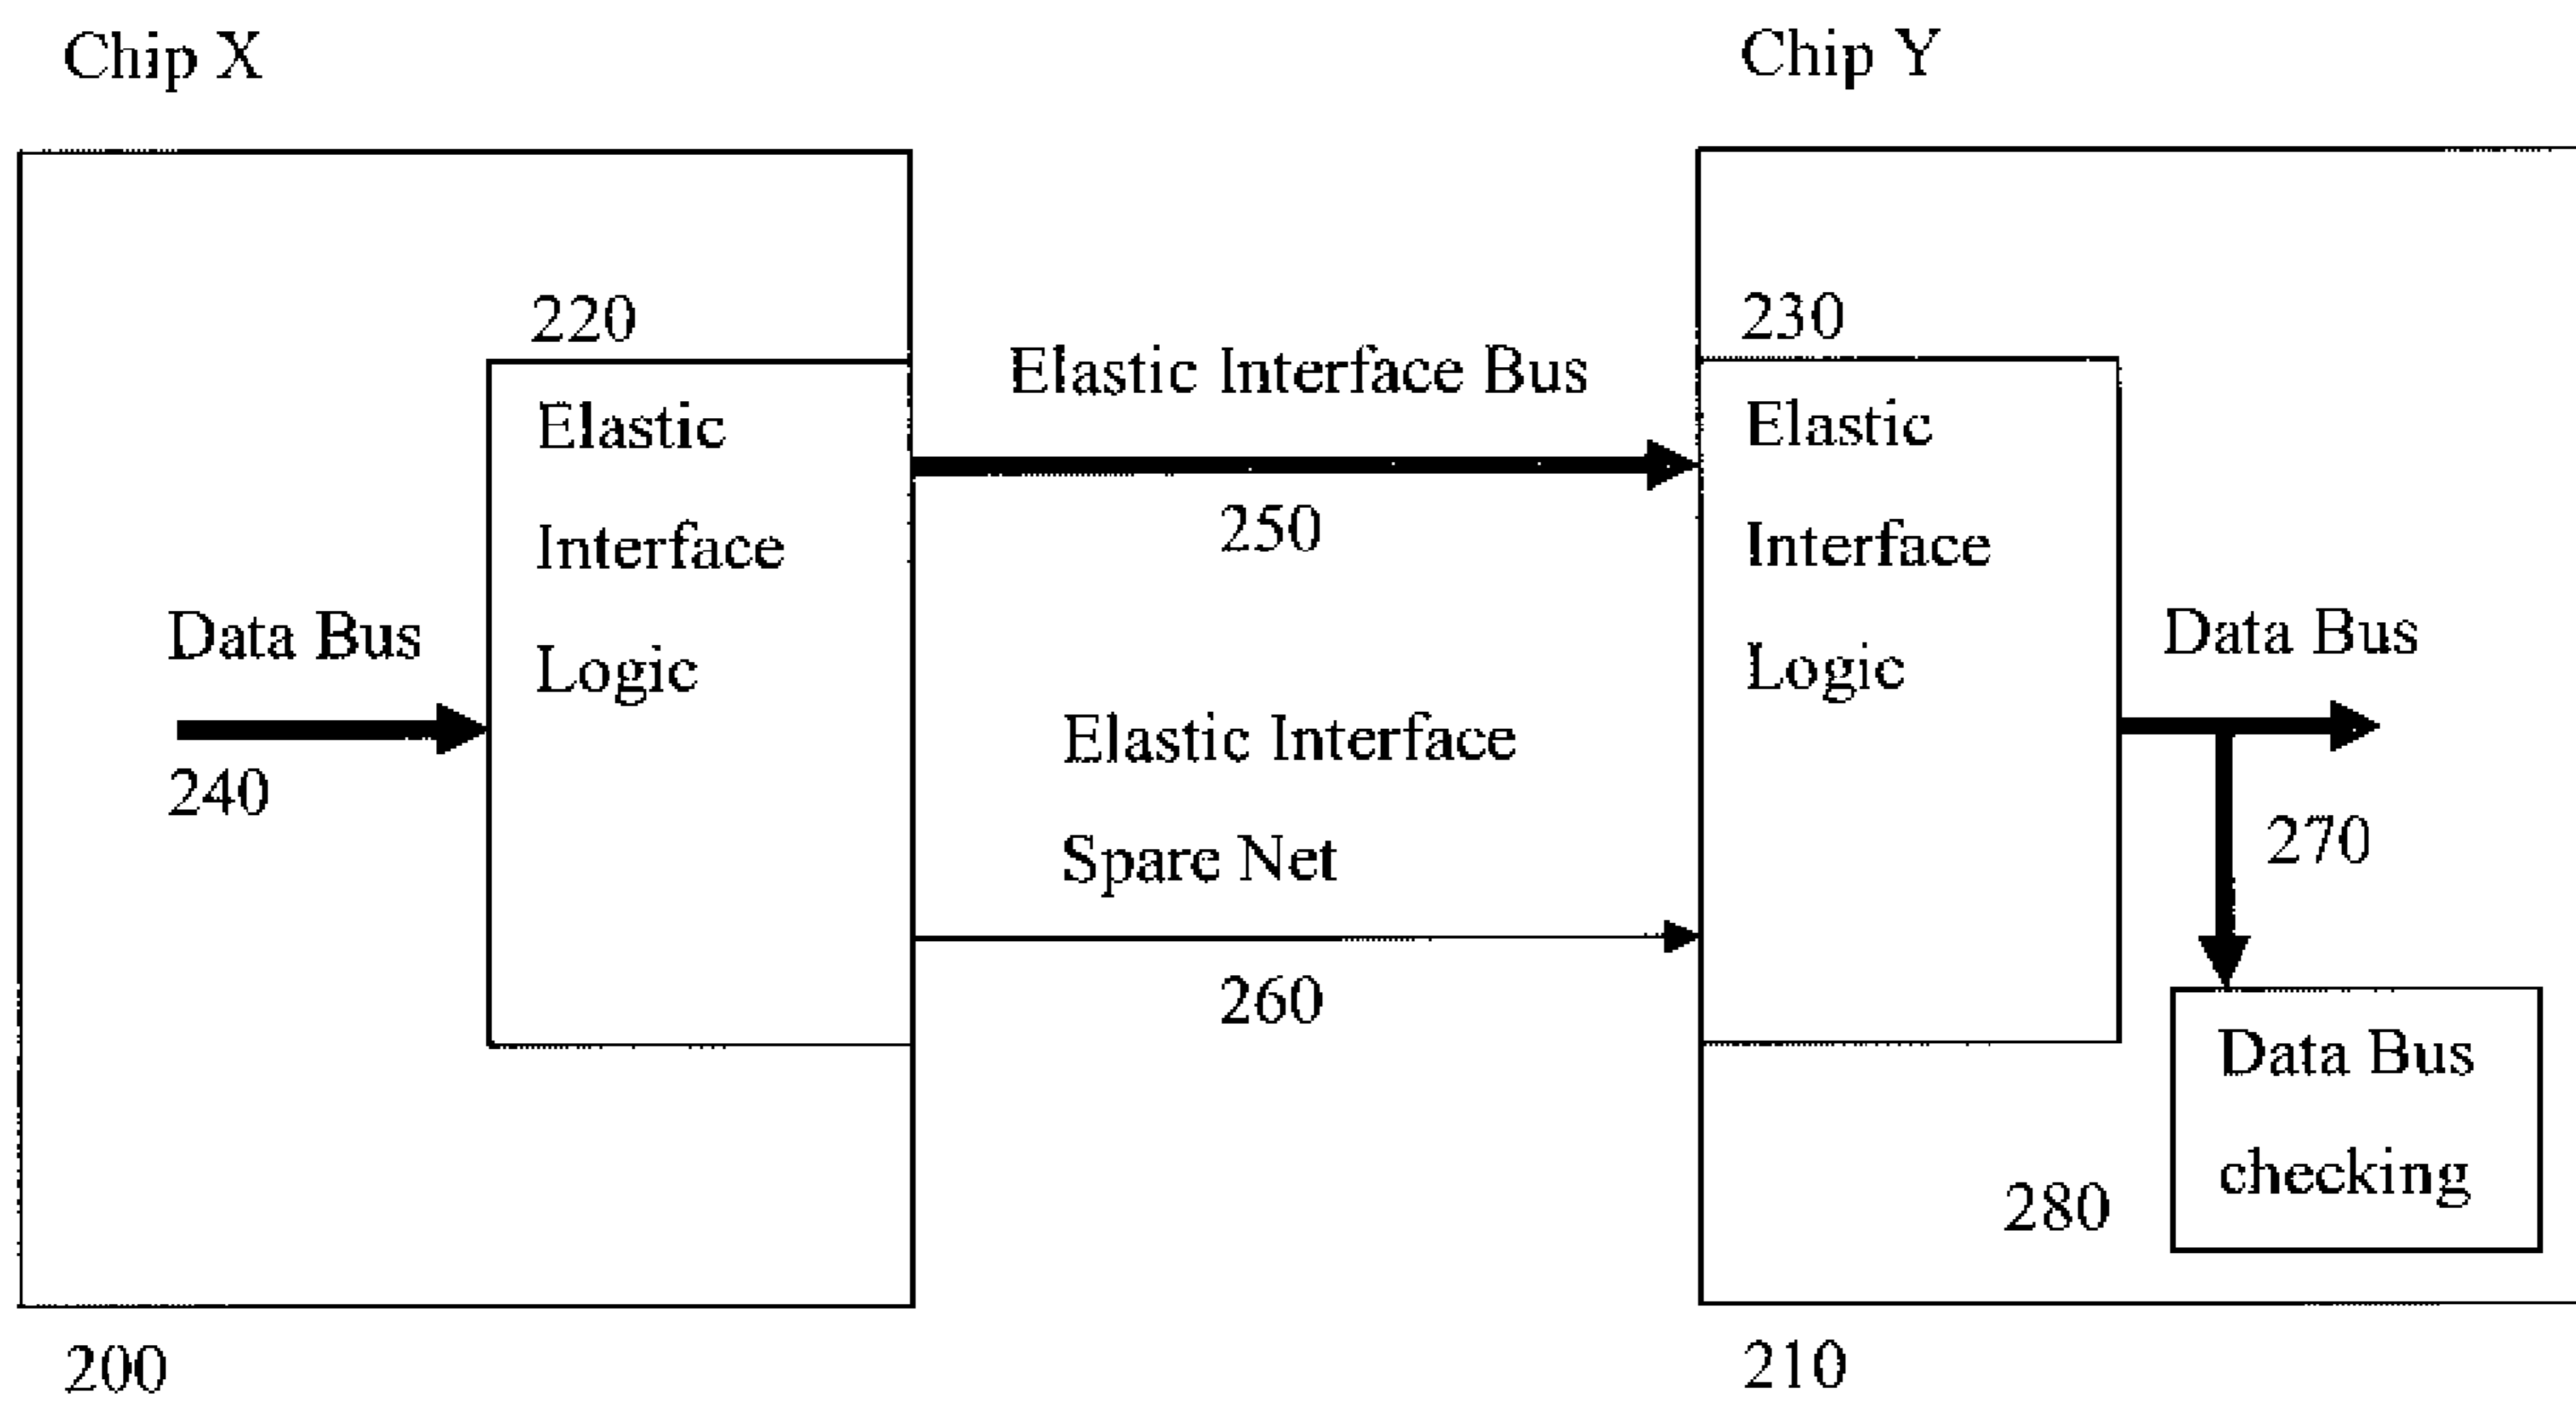 Chip X
Chip Y
220
230
Elastic
Interface
Logic
Elastic Interface Bus
250
Elastic
Interface
Logic
Data Bus
240
Data Bus
270
Elastic Interface
Spare Net
260
Data Bus
checking
280
200
210